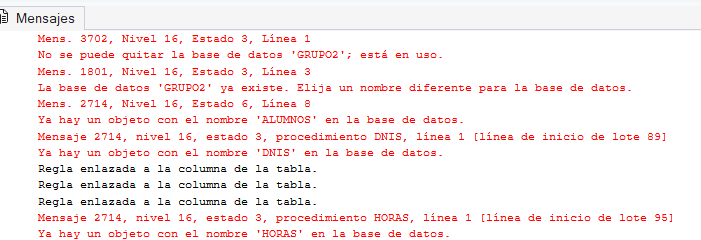 Mensajes
Mens. 3702, Nivel 16, Estado 3, Línea 1
No se puede quitar la base de datos 'GRUPO2'; está en uso.
Mens. 1801, Nivel 16, Estado 3, Línea 3
La base de datos 'GRUPO2' ya existe. Elija un nombre diferente para la base de datos.
Mens. 2714, Nivel 16, Estado 6, Línea 8
Ya hay un objeto con el nombre 'ALUMNOS' en la base de datos.
Mensaje 2714, nivel 16, estado 3, procedimiento DNIS, línea 1 [línea de inicio de lote 89]
Ya hay un objeto con el nombre 'DNIS' en la base de datos.
Regla enlazada a la columna de la tabla.
Regla enlazada a la columna de la tabla.
Regla enlazada a la columna de la tabla.
Mensaje 2714, nivel 16, estado 3, procedimiento HORAS, línea 1 [línea de inicio de lote 95]
Ya hay un objeto con el nombre 'HORAS' en la base de datos.